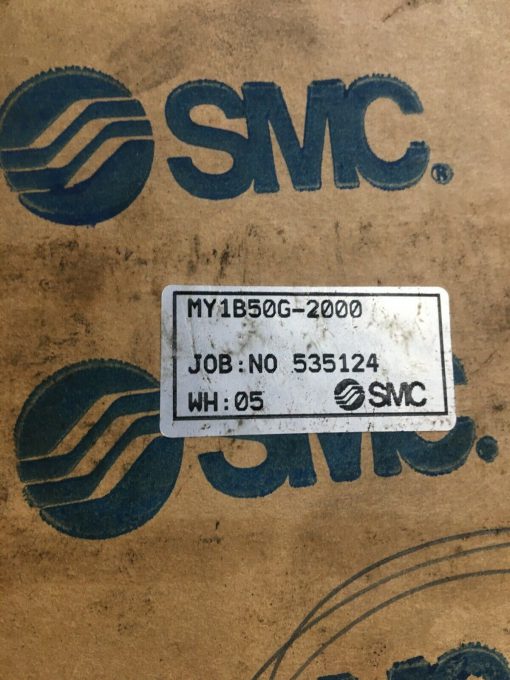 SMC®
MY1B50G-2000
JOB:NO 535124
WH:05 SMC
SMC.